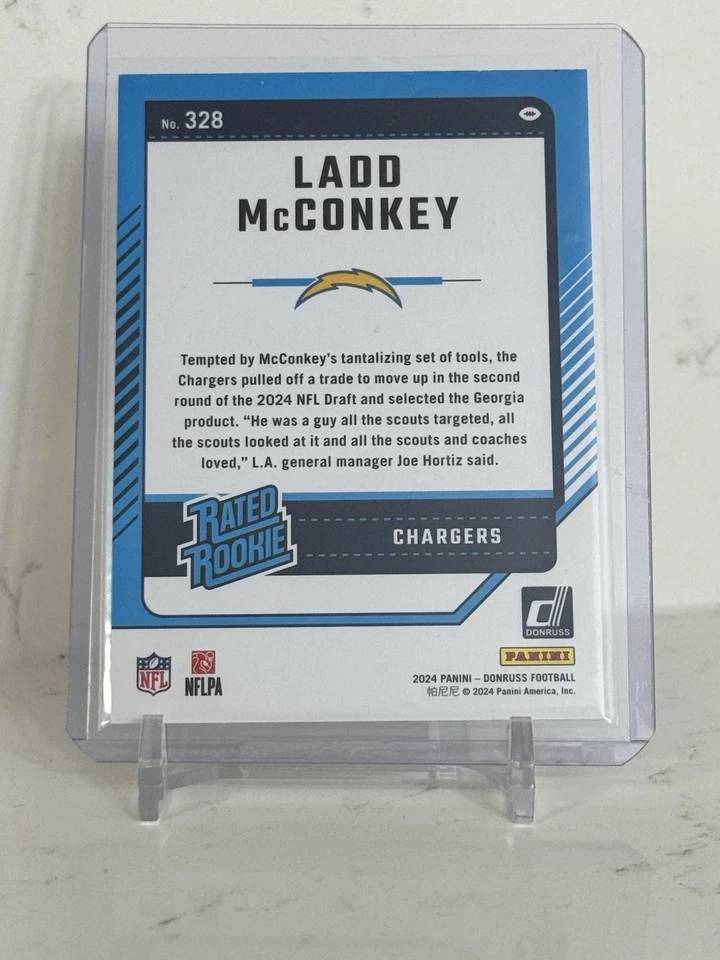 No. 328
LADD
McCONKEY
Tempted by McConkey's tantalizing set of tools, the
Chargers pulled off a trade to move up in the second
round of the 2024 NFL Draft and selected the Georgia
product. “He was a guy all the scouts targeted, all
the scouts looked at it and all the scouts and coaches
loved,” L.A. general manager Joe Hortiz said.
RATED
ROOKIE
CHARGERS
d
DONRUSS
PANINI
NFL
NFLPA
2024 PANINI – DONRUSS FOOTBALL
帕尼尼 © 2024 Panini America, Inc.